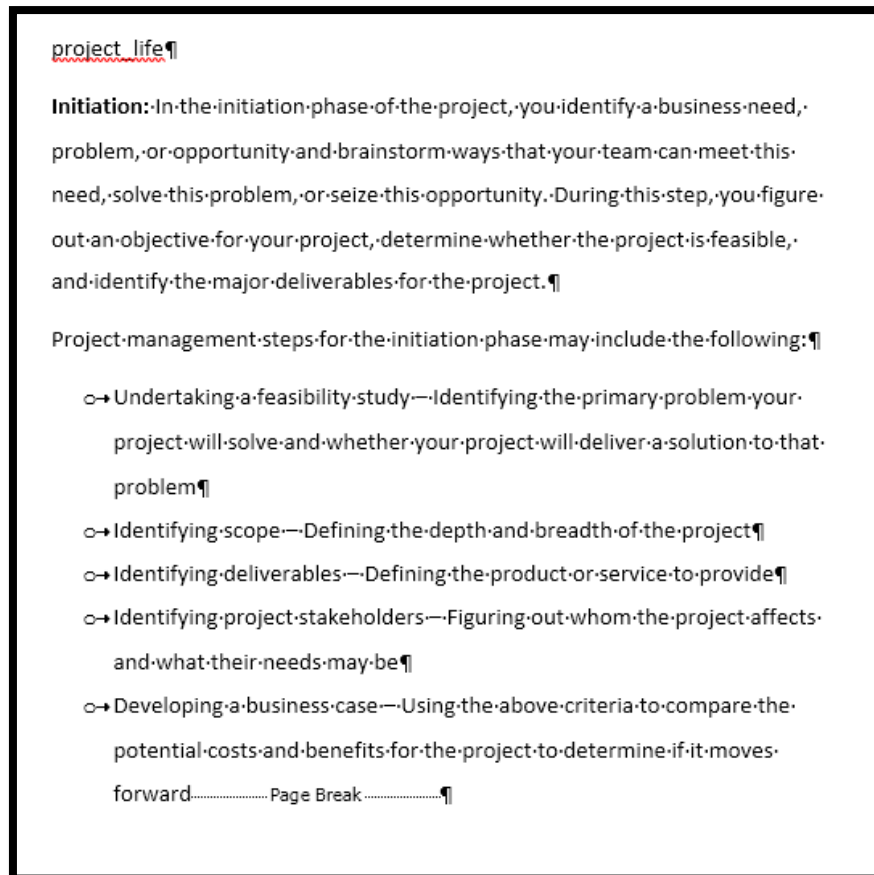 project_life¶
Initiation: In the initiation phase of the project, you identify a business need,
problem, or opportunity and brainstorm ways that your team can meet this
need, solve this problem, or seize this opportunity. During this step, you figure
out an objective for your project, determine whether the project is feasible,
and identify the major deliverables for the project.¶
Project management steps for the initiation phase may include the following:¶
o→Undertaking a feasibility study – Identifying the primary problem your
project will solve and whether your project will deliver a solution to that
problem¶
o→Identifying scope – Defining the depth and breadth of the project¶
o→Identifying deliverables – Defining the product or service to provide¶
o→Identifying project stakeholders – Figuring out whom the project affects
and what their needs may be¶
o→Developing a business case – Using the above criteria to compare the
potential costs and benefits for the project to determine if it moves
forward Page Break ¶